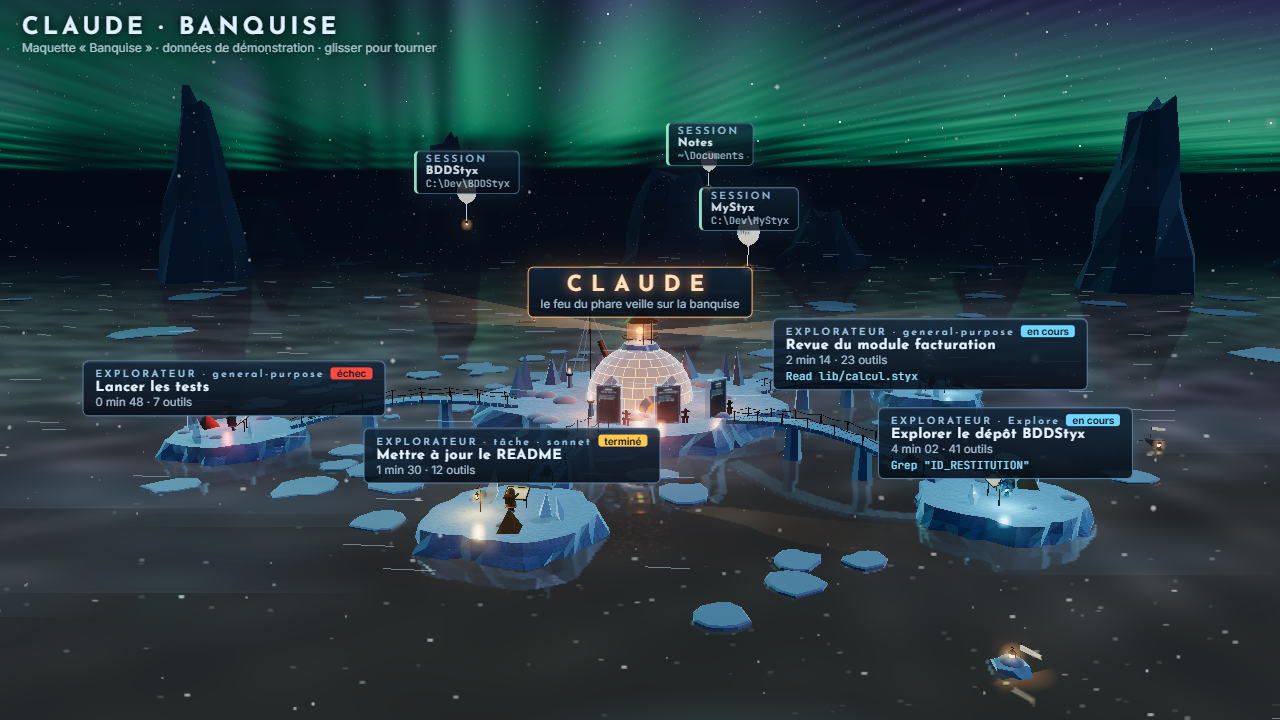 CLAUDE · BANQUISE
Maquette « Banquise » · données de démonstration · glisser pour tourner
SESSION
Notes
~\Documents
SESSION
BDDStyx
C:\Dev\BDDStyx
SESSION
MyStyx
C:\Dev\MyStyx
CLAUDE
le feu du phare veille sur la banquise
EXPLORATEUR · general-purpose en cours
Revue du module facturation
2 min 14 · 23 outils
Read lib/calcul.styx
EXPLORATEUR · general-purpose échec
Lancer les tests
0 min 48 · 7 outils
EXPLORATEUR · Explore en cours
Explorer le dépôt BDDStyx
4 min 02 · 41 outils
Grep "ID_RESTITUTION"
EXPLORATEUR · tâche · sonnet terminé
Mettre à jour le README
1 min 30 · 12 outils